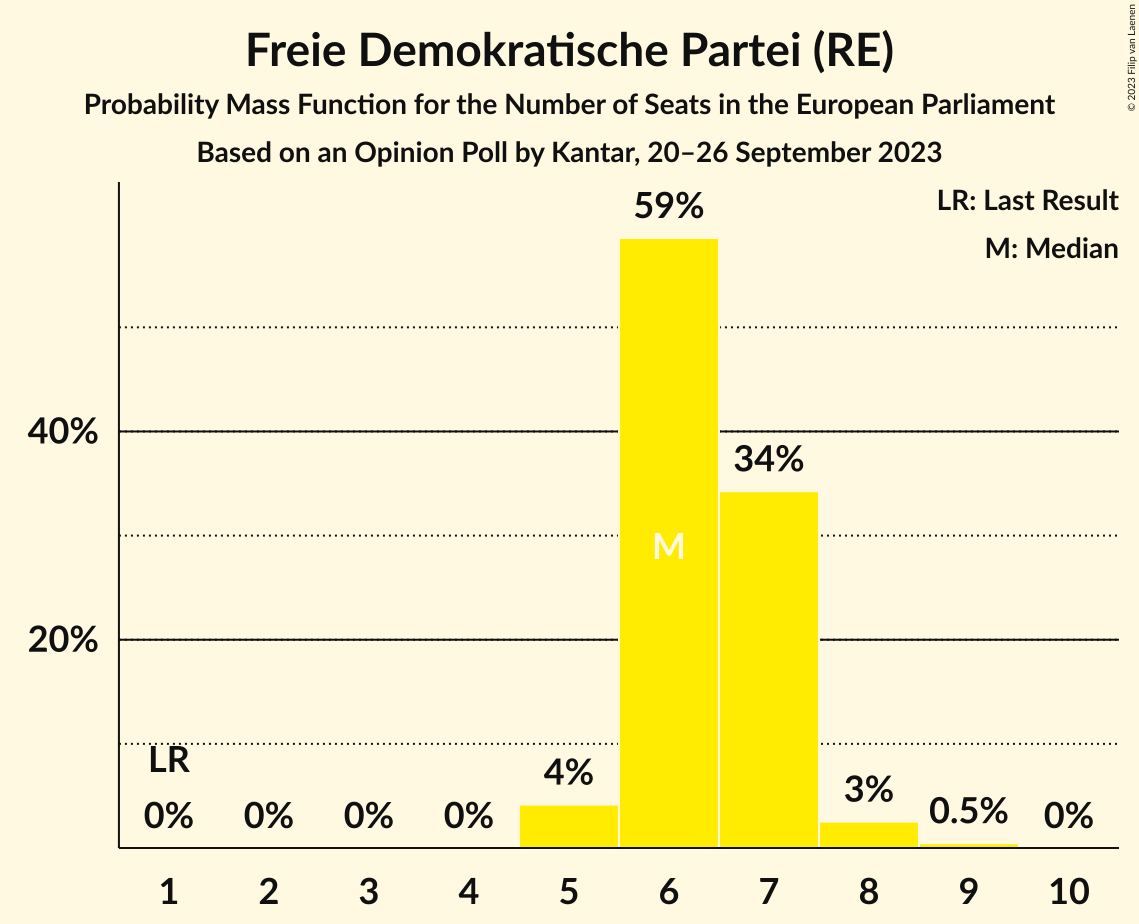 Freie Demokratische Partei (RE)
Probability Mass Function for the Number of Seats in the European Parliament
Based on an Opinion Poll by Kantar, 20–26 September 2023
© 2023 Filip van Laenen
LR: Last Result
M: Median
59%
40%
34%
M
20%
LR
0% 0% 0% 0% 4% 3% 0.5% 0%
1 2 3 4 5 6 7 8 9 10